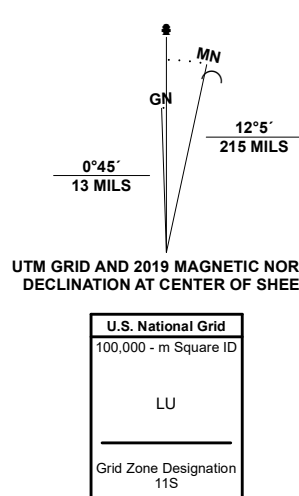 MN
GN
12°5´
215 MILS
0°45´
13 MILS
UTM GRID AND 2019 MAGNETIC NOR
DECLINATION AT CENTER OF SHEE
U.S. National Grid
100,000 - m Square ID
LU
Grid Zone Designation
11S